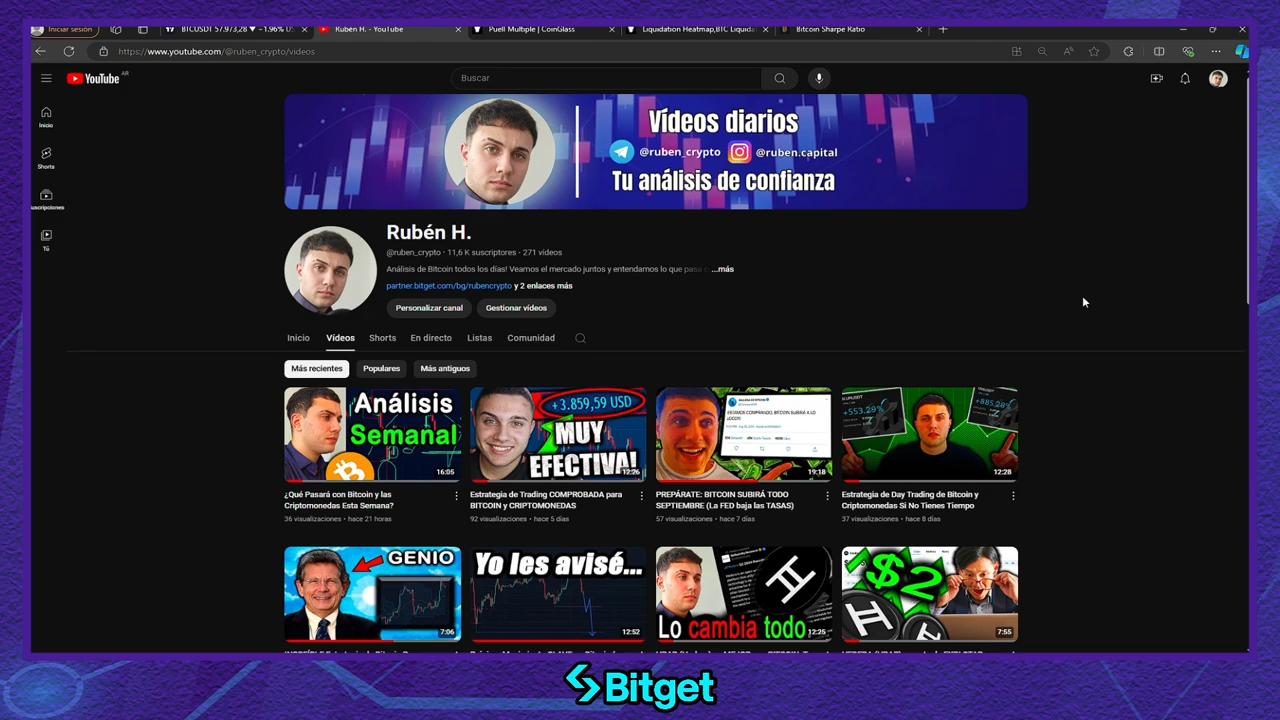 Iniciar sesión
BTCUSDT 57.973,28 ▼ −1.96% US
Rubén H. - YouTube
Puell Multiple | CoinGlass
Liquidation Heatmap,BTC Liquidat
Bitcoin Sharpe Ratio
https://www.youtube.com/@ruben_crypto/videos
YouTube AR
Buscar
Inicio
Shorts
uscripciones
Tú
Vídeos diarios
@ruben_crypto @ruben.capital
Tu análisis de confianza
Rubén H.
@ruben_crypto · 11,6 K suscriptores · 271 vídeos
Análisis de Bitcoin todos los días! Veamos el mercado juntos y entendamos lo que pasa ...más
partner.bitget.com/bg/rubencrypto y 2 enlaces más
Personalizar canal Gestionar vídeos
Inicio Vídeos Shorts En directo Listas Comunidad
Más recientes Populares Más antiguos
Análisis
Semanal
16:05
¿Qué Pasará con Bitcoin y las
Criptomonedas Esta Semana?
36 visualizaciones · hace 21 horas
+3.859,59 USD
MUY
EFECTIVA!
12:26
Estrategia de Trading COMPROBADA para
BITCOIN y CRIPTOMONEDAS
92 visualizaciones · hace 5 días
19:18
PREPÁRATE: BITCOIN SUBIRÁ TODO
SEPTIEMBRE (La FED baja las TASAS)
57 visualizaciones · hace 7 días
+553.28%
+885.28%
12:28
Estrategia de Day Trading de Bitcoin y
Criptomonedas Si No Tienes Tiempo
37 visualizaciones · hace 8 días
GENIO
7:06
Yo les avisé...
12:52
Lo cambia todo
12:25
$2
7:55
Bitget